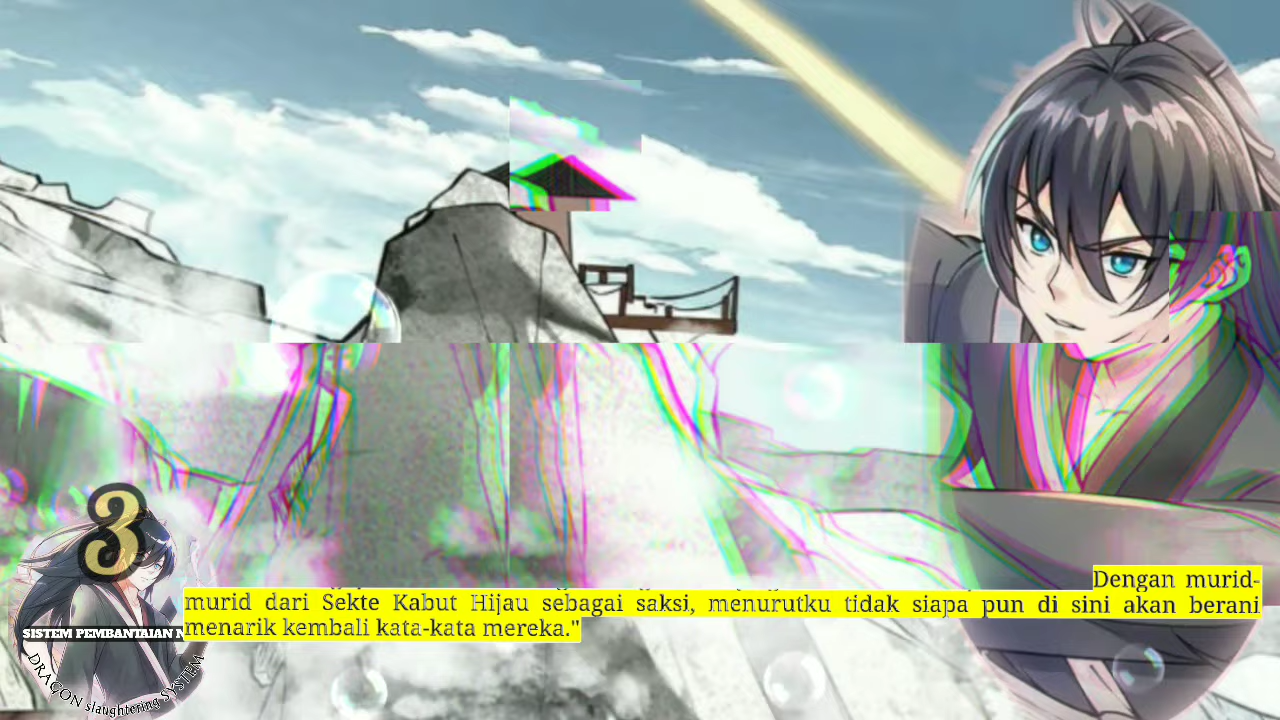 3
SISTEM PEMBANTAIAN N
DRAGON slaughtering SYSTEM
Dengan murid-
murid dari Sekte Kabut Hijau sebagai saksi, menurutku tidak siapa pun di sini akan berani
menarik kembali kata-kata mereka."